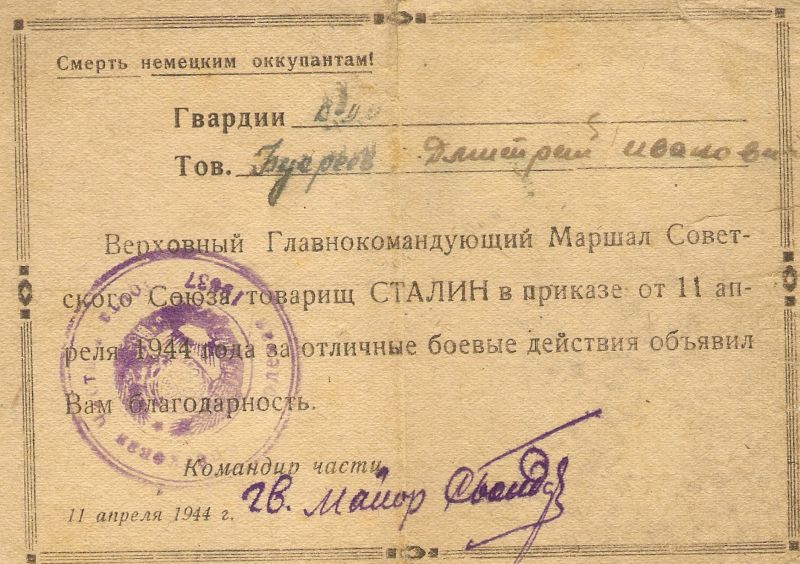 Смерть немецким оккупантам!
Гвардии
Тов. Дмитрий Иванович
Верховный Главнокомандующий Маршал Совет-
ского Союза товарищ СТАЛИН в приказе от 11 ап-
реля 1944 года за отличные боевые действия объявил
Вам благодарность.
Командир части
гв. майор
11 апреля 1944 г.